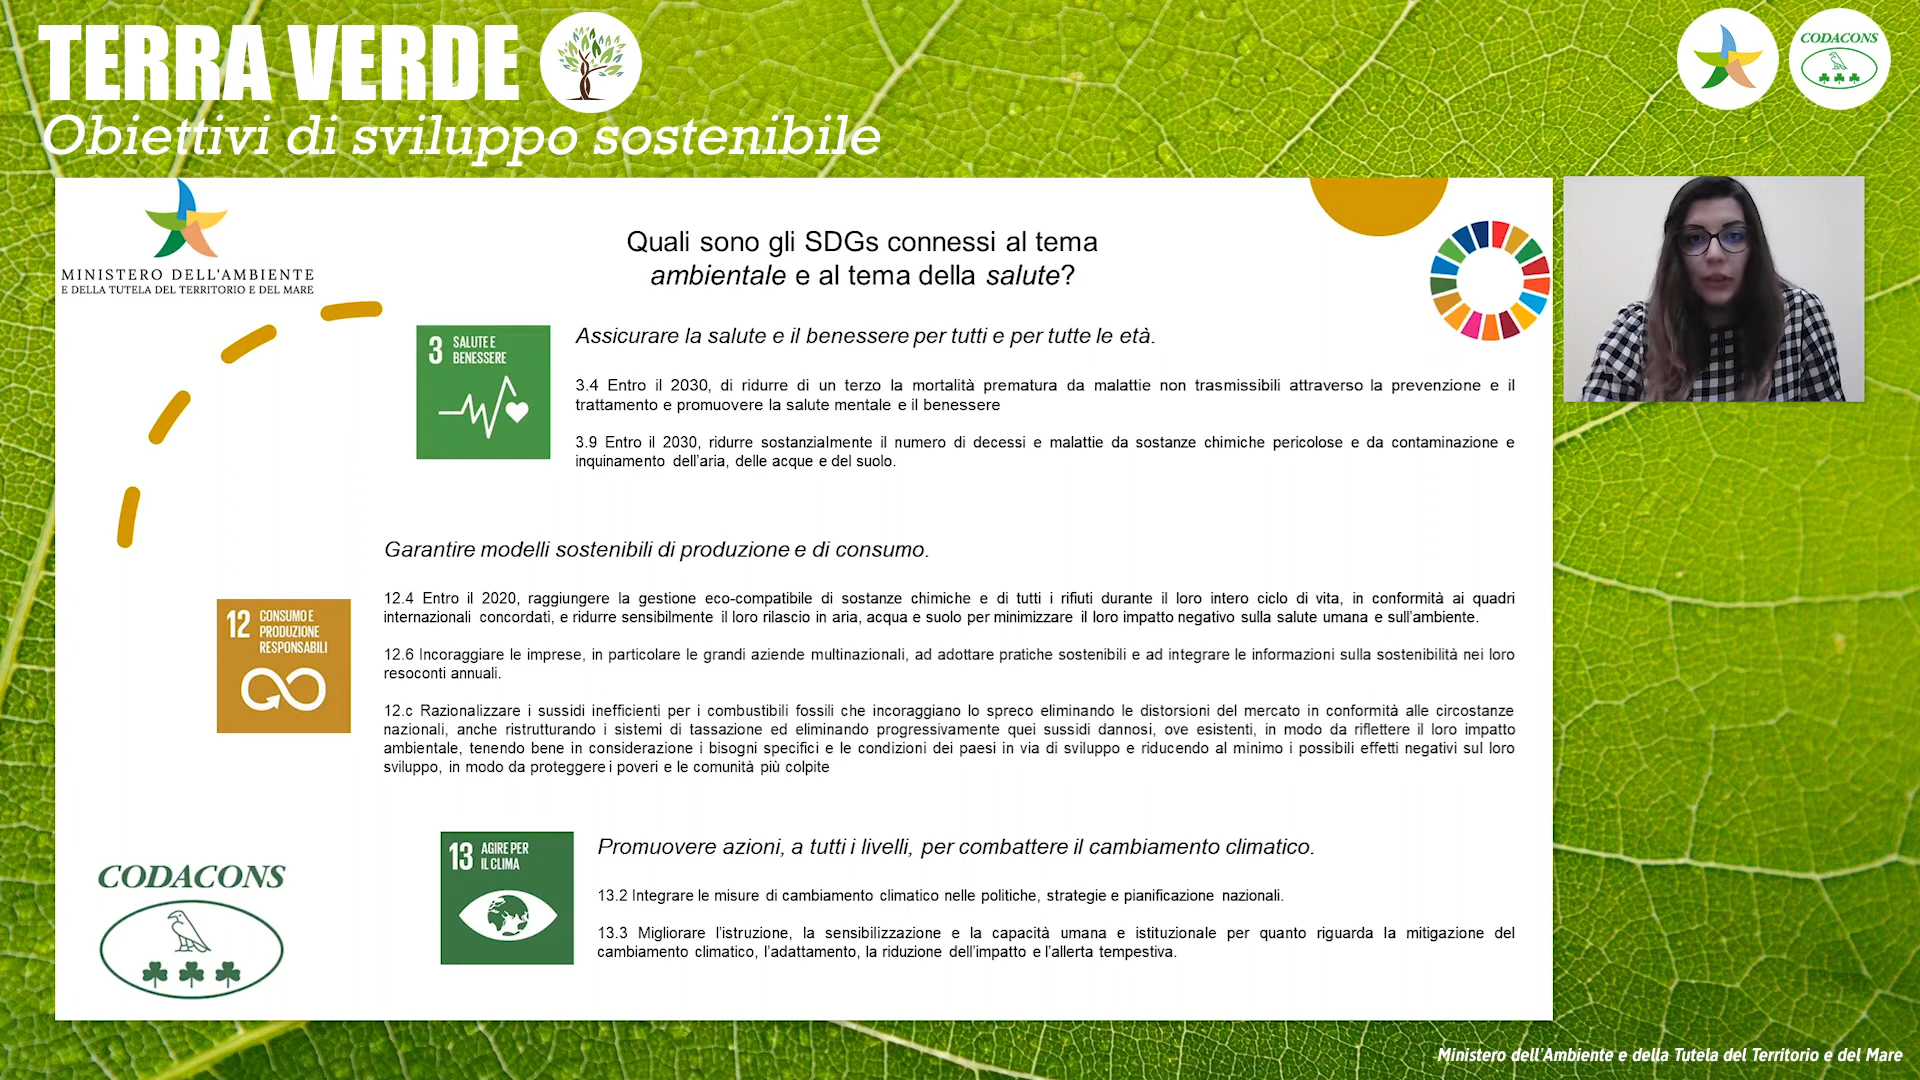 TERRA VERDE
Obiettivi di sviluppo sostenibile
CODACONS
MINISTERO DELL'AMBIENTE
E DELLA TUTELA DEL TERRITORIO E DEL MARE
Quali sono gli SDGs connessi al tema
ambientale e al tema della salute?
3 SALUTE E
BENESSERE
Assicurare la salute e il benessere per tutti e per tutte le età.
3.4 Entro il 2030, di ridurre di un terzo la mortalità prematura da malattie non trasmissibili attraverso la prevenzione e il
trattamento e promuovere la salute mentale e il benessere
3.9 Entro il 2030, ridurre sostanzialmente il numero di decessi e malattie da sostanze chimiche pericolose e da contaminazione e
inquinamento dell'aria, delle acque e del suolo.
Garantire modelli sostenibili di produzione e di consumo.
12 CONSUMO E
PRODUZIONE
RESPONSABILI
12.4 Entro il 2020, raggiungere la gestione eco-compatibile di sostanze chimiche e di tutti i rifiuti durante il loro intero ciclo di vita, in conformità ai quadri
internazionali concordati, e ridurre sensibilmente il loro rilascio in aria, acqua e suolo per minimizzare il loro impatto negativo sulla salute umana e sull'ambiente.
12.6 Incoraggiare le imprese, in particolare le grandi aziende multinazionali, ad adottare pratiche sostenibili e ad integrare le informazioni sulla sostenibilità nei loro
resoconti annuali.
12.c Razionalizzare i sussidi inefficienti per i combustibili fossili che incoraggiano lo spreco eliminando le distorsioni del mercato in conformità alle circostanze
nazionali, anche ristrutturando i sistemi di tassazione ed eliminando progressivamente quei sussidi dannosi, ove esistenti, in modo da riflettere il loro impatto
ambientale, tenendo bene in considerazione i bisogni specifici e le condizioni dei paesi in via di sviluppo e riducendo al minimo i possibili effetti negativi sul loro
sviluppo, in modo da proteggere i poveri e le comunità più colpite
13 AGIRE PER
IL CLIMA
Promuovere azioni, a tutti i livelli, per combattere il cambiamento climatico.
13.2 Integrare le misure di cambiamento climatico nelle politiche, strategie e pianificazione nazionali.
13.3 Migliorare l'istruzione, la sensibilizzazione e la capacità umana e istituzionale per quanto riguarda la mitigazione del
cambiamento climatico, l'adattamento, la riduzione dell'impatto e l'allerta tempestiva.
CODACONS
Ministero dell'Ambiente e della Tutela del Territorio e del Mare